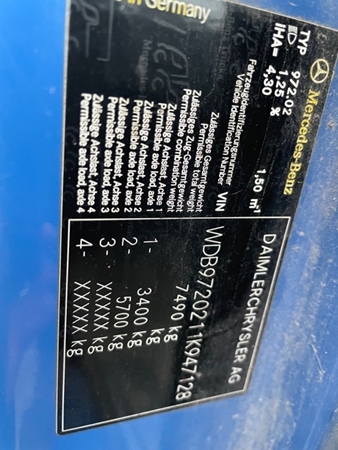 Mercedes-Benz
TYP 972.02
1,25 %
1,50 m-1
IHA= 4,30
DAIMLERCHRYSLER AG
Fahrzeugidentifizierungsnummer
Vehicle Identification Number VIN WDB9720211K947128
Zulässiges Gesamtgewicht
Permissible total weight 7490 kg
Zulässiges Zug-Gesamtgewicht
Permissible combination weight
Zulässige Achslast, Achse 1
Permissible axle load, axle 1 1- 3400 kg
Zulässige Achslast, Achse 2
Permissible axle load, axle 2 2- 5700 kg
Zulässige Achslast, Achse 3
Permissible axle load, axle 3 3- XXXXX kg
Zulässige Achslast, Achse 4
Permissible axle load, axle 4 4- XXXXX kg
in Germany